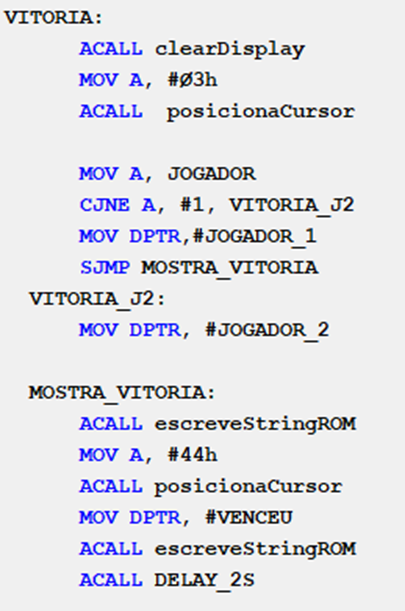 VITORIA:
ACALL clearDisplay
MOV A, #Ø3h
ACALL posicionaCursor
MOV A, JOGADOR
CJNE A, #1, VITORIA_J2
MOV DPTR,#JOGADOR_1
SJMP MOSTRA_VITORIA
VITORIA_J2:
MOV DPTR, #JOGADOR_2
MOSTRA_VITORIA:
ACALL escreveStringROM
MOV A, #44h
ACALL posicionaCursor
MOV DPTR, #VENCEU
ACALL escreveStringROM
ACALL DELAY_2S